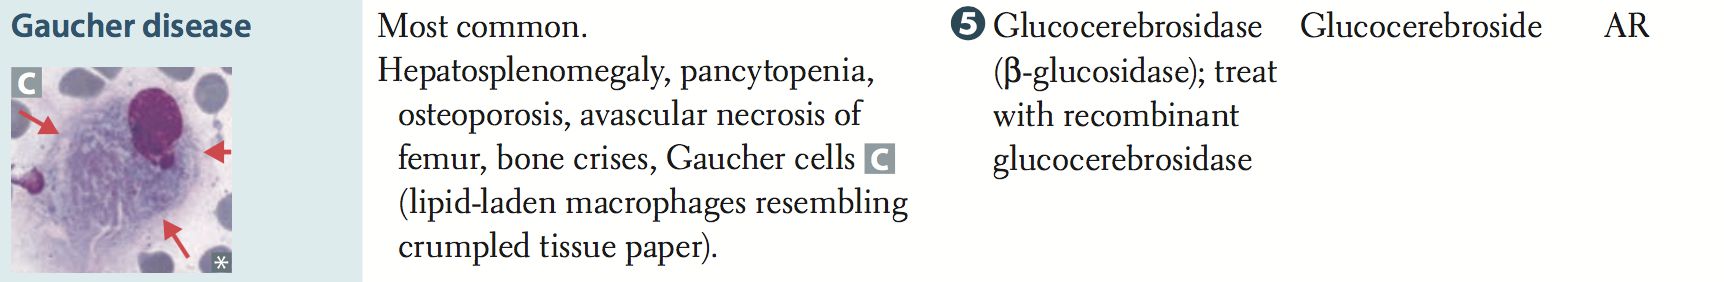 Gaucher disease
C
*
Most common.
Hepatosplenomegaly, pancytopenia,
osteoporosis, avascular necrosis of
femur, bone crises, Gaucher cells C
(lipid-laden macrophages resembling
crumpled tissue paper).
5 Glucocerebrosidase
(β-glucosidase); treat
with recombinant
glucocerebrosidase
Glucocerebroside
AR